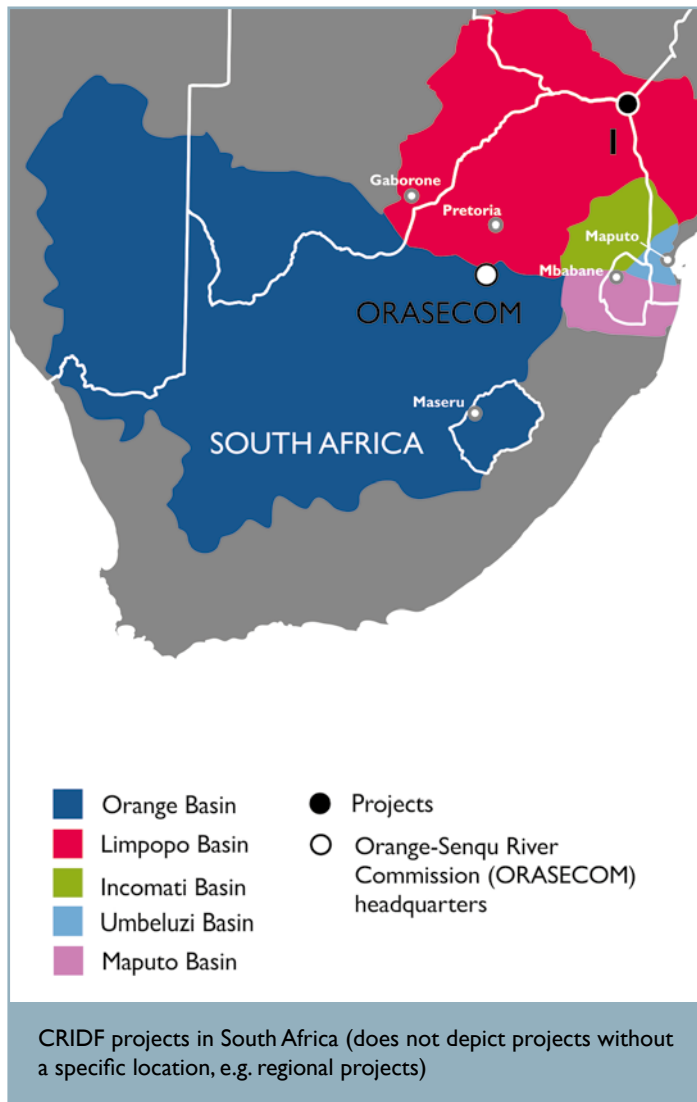 I
Gaborone
Pretoria
Maputo
Mbabane
ORASECOM
Maseru
SOUTH AFRICA
Orange Basin
Limpopo Basin
Incomati Basin
Umbeluzi Basin
Maputo Basin
Projects
Orange-Senqu River
Commission (ORASECOM)
headquarters
CRIDF projects in South Africa (does not depict projects without
a specific location, e.g. regional projects)